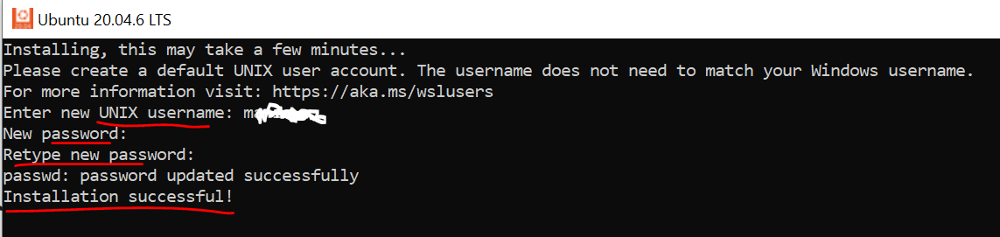 Ubuntu 20.04.6 LTS
Installing, this may take a few minutes...
Please create a default UNIX user account. The username does not need to match your Windows username.
For more information visit: https://aka.ms/wslusers
Enter new UNIX username:
New password:
Retype new password:
passwd: password updated successfully
Installation successful!